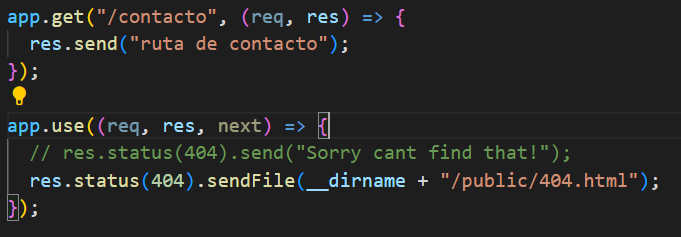 app.get("/contacto", (req, res) => {
  res.send("ruta de contacto");
});
app.use((req, res, next) => {
  // res.status(404).send("Sorry cant find that!");
  res.status(404).sendFile(__dirname + "/public/404.html");
});